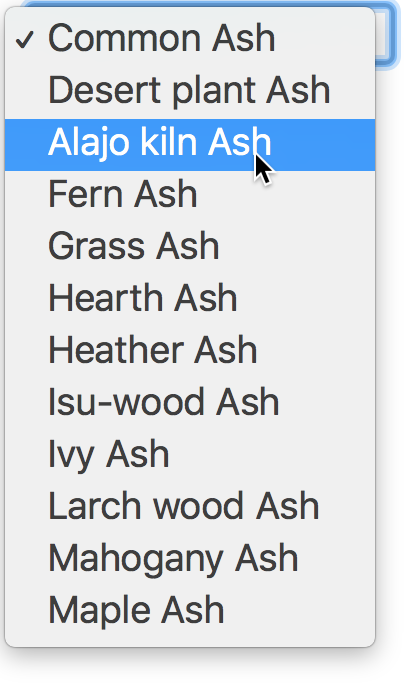 ✓ Common Ash
Desert plant Ash
Alajo kiln Ash
Fern Ash
Grass Ash
Hearth Ash
Heather Ash
Isu-wood Ash
Ivy Ash
Larch wood Ash
Mahogany Ash
Maple Ash